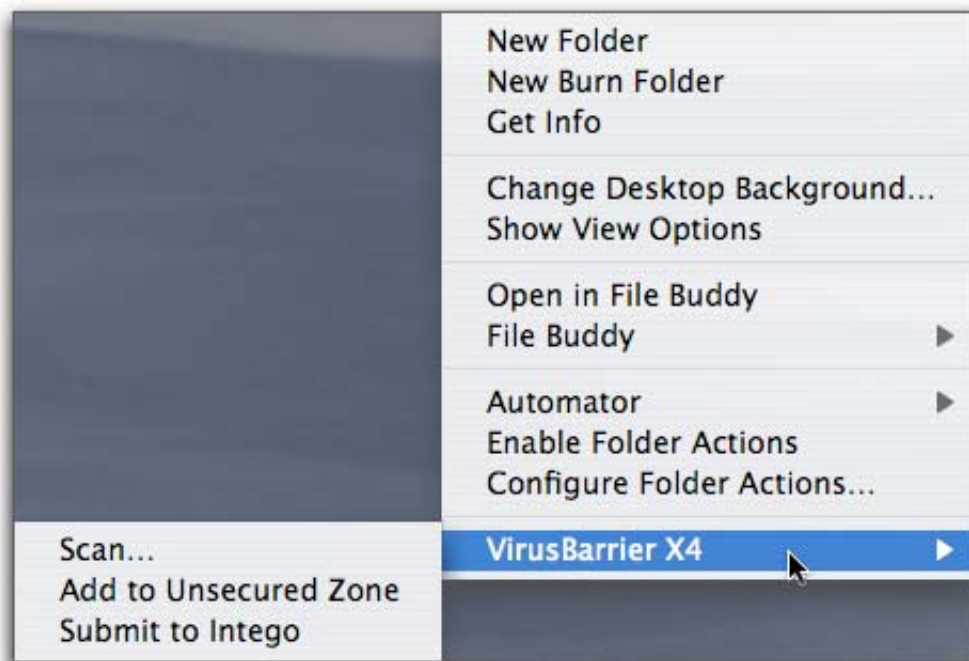 New Folder
New Burn Folder
Get Info
Change Desktop Background...
Show View Options
Open in File Buddy
File Buddy
Automator
Enable Folder Actions
Configure Folder Actions...
VirusBarrier X4
Scan...
Add to Unsecured Zone
Submit to Intego